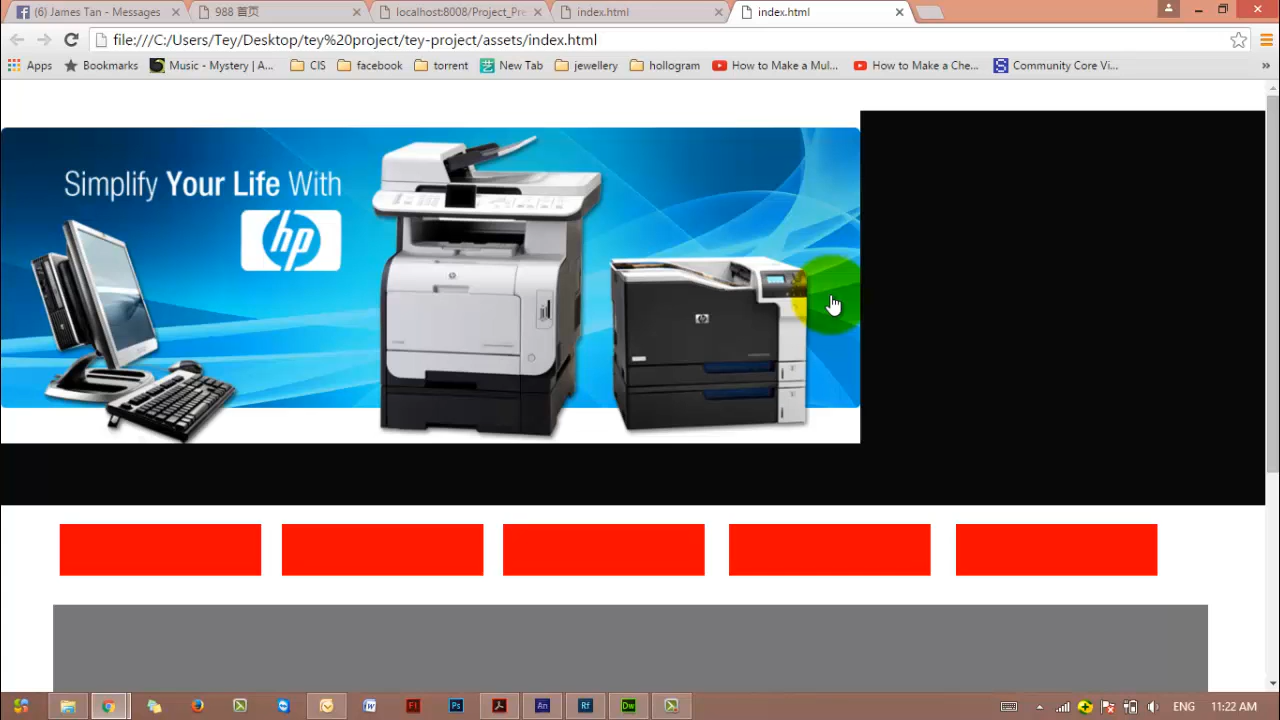 (6) James Tan - Messages
988 首页
localhost:8008/Project_Pre
index.html
index.html
file:///C:/Users/Tey/Desktop/tey%20project/tey-project/assets/index.html
Apps
Bookmarks
Music - Mystery | A...
CIS
facebook
torrent
New Tab
jewellery
hollogram
How to Make a Mul...
How to Make a Che...
Community Core Vi...
»
Simplify Your Life With
hp
ENG
11:22 AM